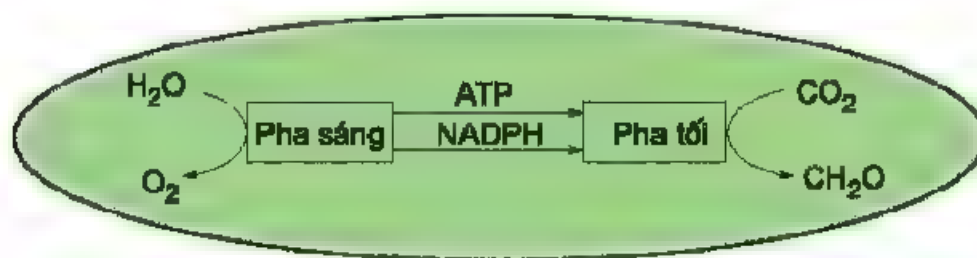 H₂O
ATP
CO₂
Pha sáng
NADPH
Pha tối
O₂
CH₂O